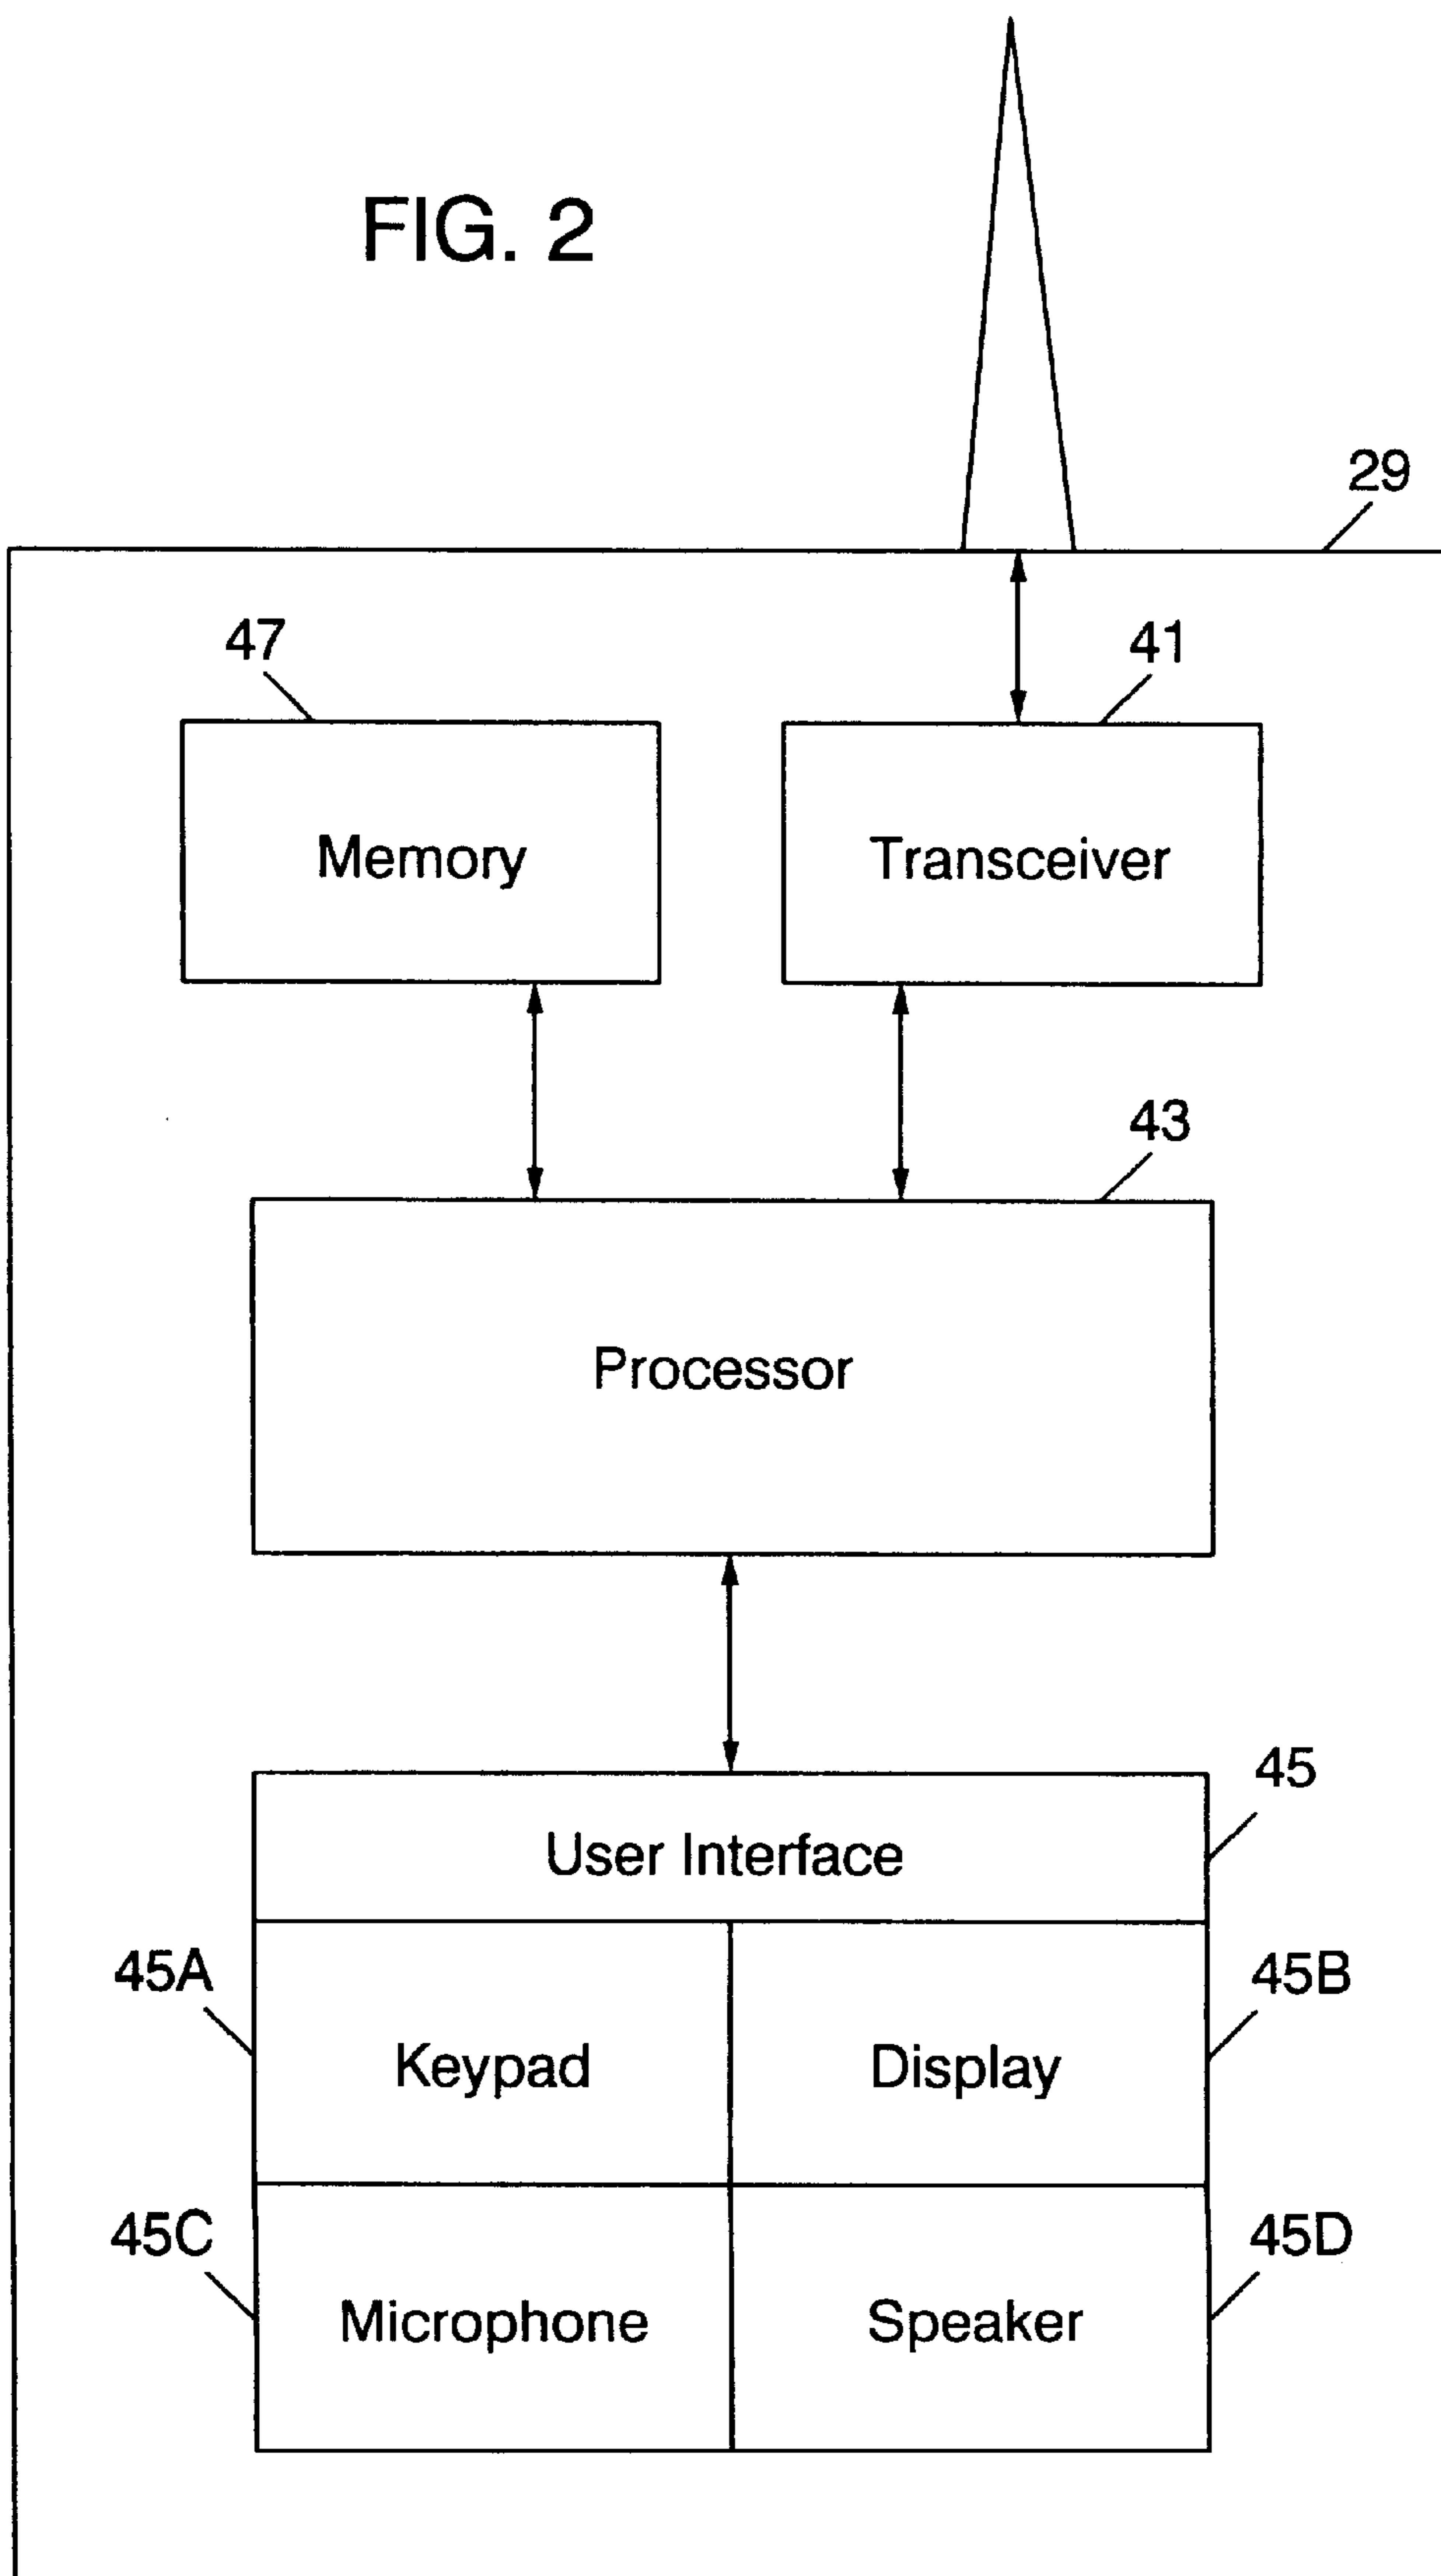 FIG. 2
29
47
41
Memory
Transceiver
43
Processor
45
User Interface
45A
45B
Keypad
Display
45C
45D
Microphone
Speaker